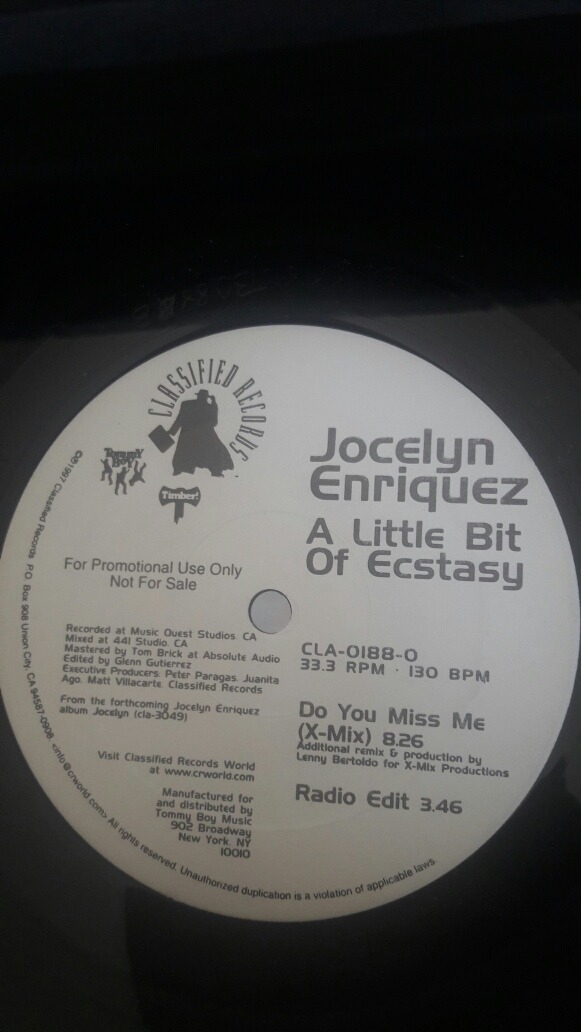 CLASSIFIED RECORDS
TOMMY
BOY
Timber!
Jocelyn
Enriquez
A Little Bit
Of Ecstasy
For Promotional Use Only
Not For Sale
CLA-0188-0
33.3 RPM · 130 BPM
Recorded at Music Quest Studios. CA
Mixed at 441 Studio. CA
Mastered by Tom Brick at Absolute Audio
Edited by Glenn Gutierrez
Executive Producers: Peter Paragas. Juanita
Ago. Matt Villacarte. Classified Records
From the forthcoming Jocelyn Enriquez
album Jocelyn (cla-3049)
Do You Miss Me
(X-Mix) 8.26
Additional remix & production by
Lenny Bertoldo for X-Mix Productions
Radio Edit 3.46
Visit Classified Records World
at www.crworld.com
Manufactured for
and distributed by
Tommy Boy Music
902 Broadway
New York. NY
10010
1997 Classified Records P.O. Box 908 Union City, CA 94587-0908. <info@crworld.com> All rights reserved. Unauthorized duplication is a violation of applicable laws.